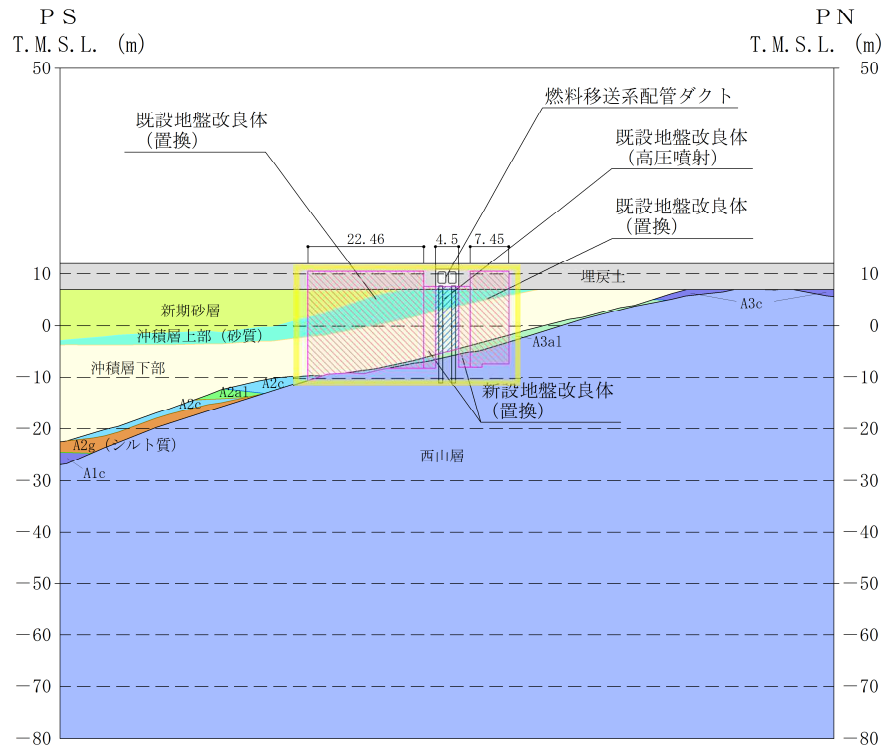 ＰＳ
ＰＮ
T.M.S.L. (m)
T.M.S.L. (m)
50
50
燃料移送系配管ダクト
既設地盤改良体
（置換）
既設地盤改良体
（高圧噴射）
既設地盤改良体
（置換）
22.46
4.5
7.45
10
埋戻土
10
新期砂層
A3c
0
沖積層上部（砂質）
A3al
0
沖積層下部
-10
A2c
-10
A2al
新設地盤改良体
（置換）
A2c
-20
-20
A2g（シルト質）
西山層
A1c
-30
-30
-40
-40
-50
-50
-60
-60
-70
-70
-80
-80